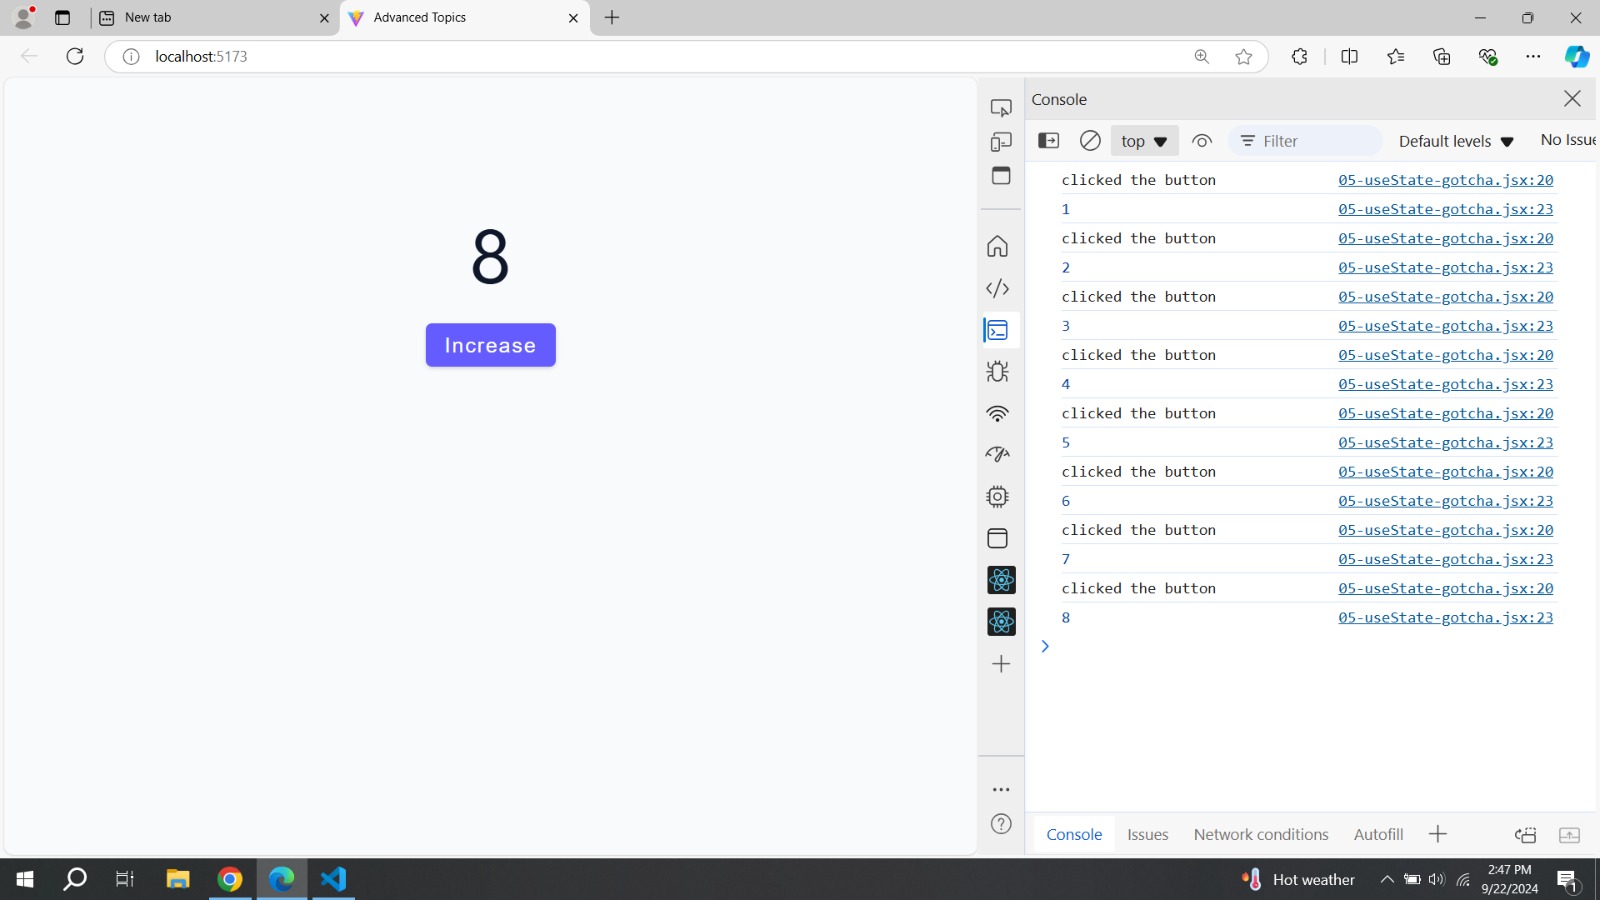 New tab
Advanced Topics
localhost:5173
Console
top
Filter
Default levels
No Issue
clicked the button 05-useState-gotcha.jsx:20
1 05-useState-gotcha.jsx:23
clicked the button 05-useState-gotcha.jsx:20
2 05-useState-gotcha.jsx:23
clicked the button 05-useState-gotcha.jsx:20
3 05-useState-gotcha.jsx:23
clicked the button 05-useState-gotcha.jsx:20
4 05-useState-gotcha.jsx:23
clicked the button 05-useState-gotcha.jsx:20
5 05-useState-gotcha.jsx:23
clicked the button 05-useState-gotcha.jsx:20
6 05-useState-gotcha.jsx:23
clicked the button 05-useState-gotcha.jsx:20
7 05-useState-gotcha.jsx:23
clicked the button 05-useState-gotcha.jsx:20
8 05-useState-gotcha.jsx:23
8
Increase
Console
Issues
Network conditions
Autofill
Hot weather
2:47 PM
9/22/2024
1